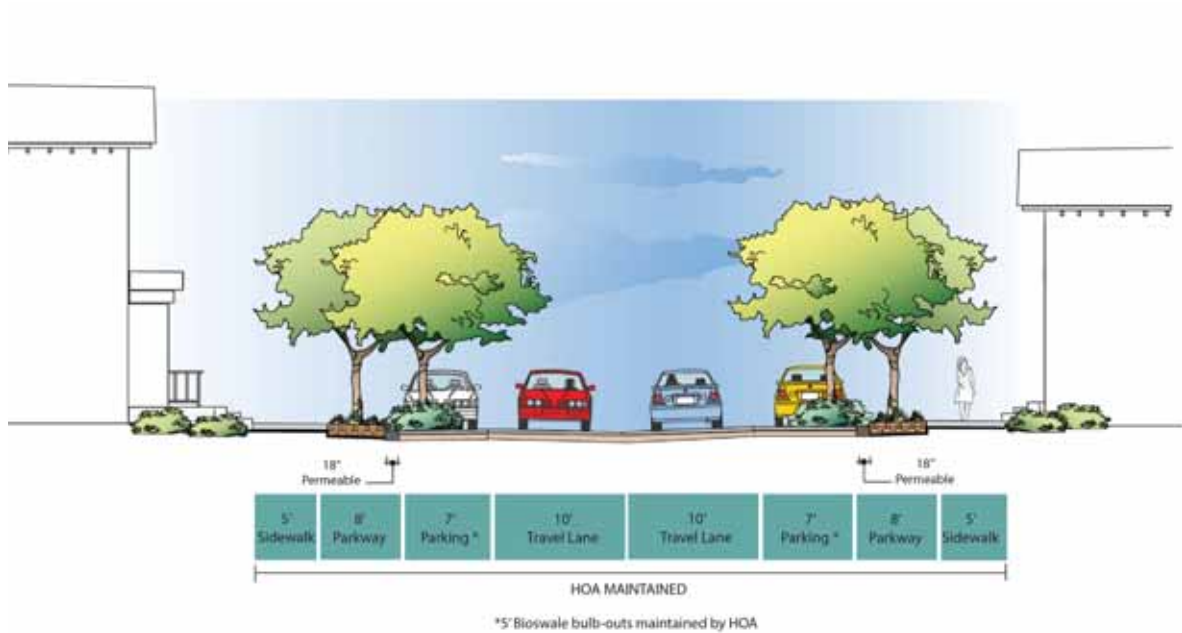 18"
Permeable
18"
Permeable
5'
Sidewalk
8'
Parkway
7'
Parking *
10'
Travel Lane
10'
Travel Lane
7'
Parking *
8'
Parkway
5'
Sidewalk
HOA MAINTAINED
*5' Bioswale bulb-outs maintained by HOA